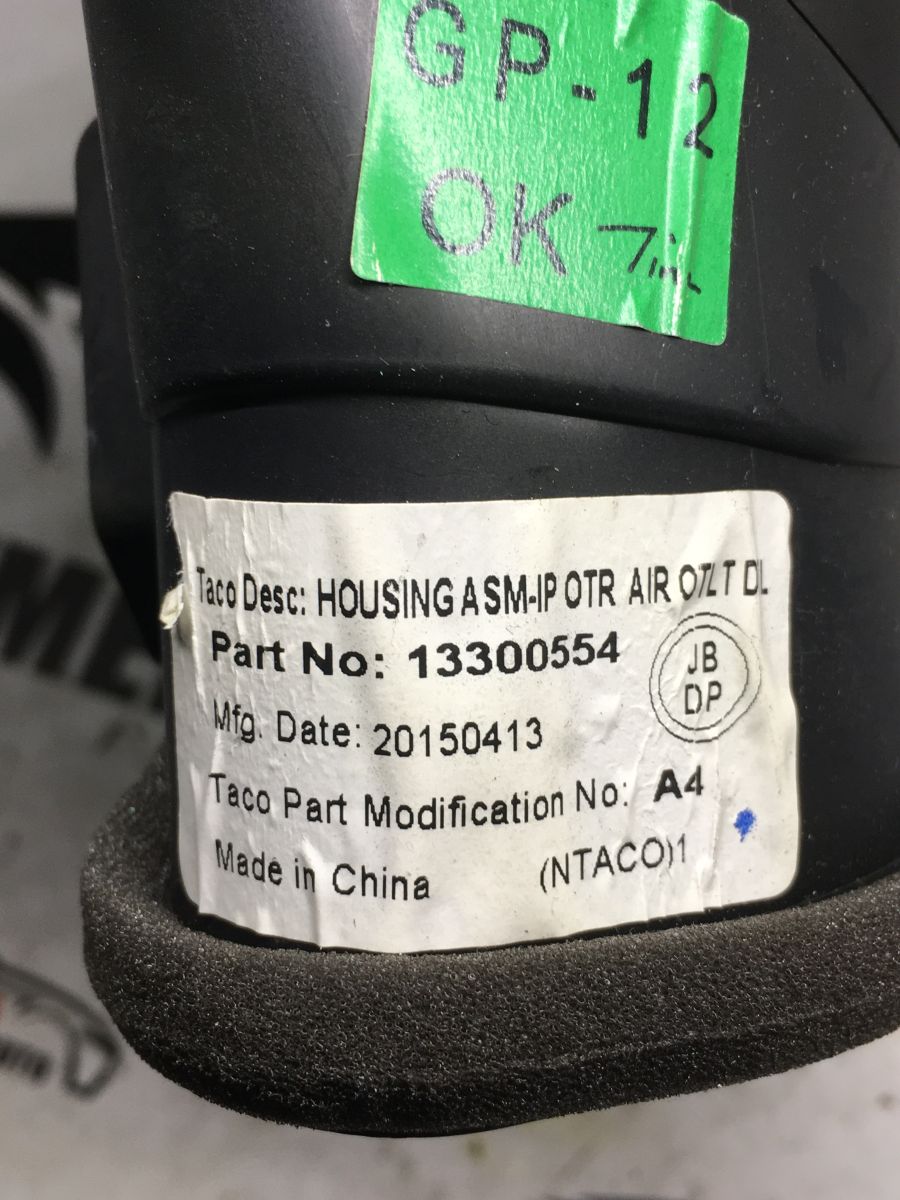 GP-12
OK
Taco Desc: HOUSING ASM-IP OTR AIR OTLT DL
Part No: 13300554
JB
DP
Mfg. Date: 20150413
Taco Part Modification No: A4
Made in China (NTACO)1